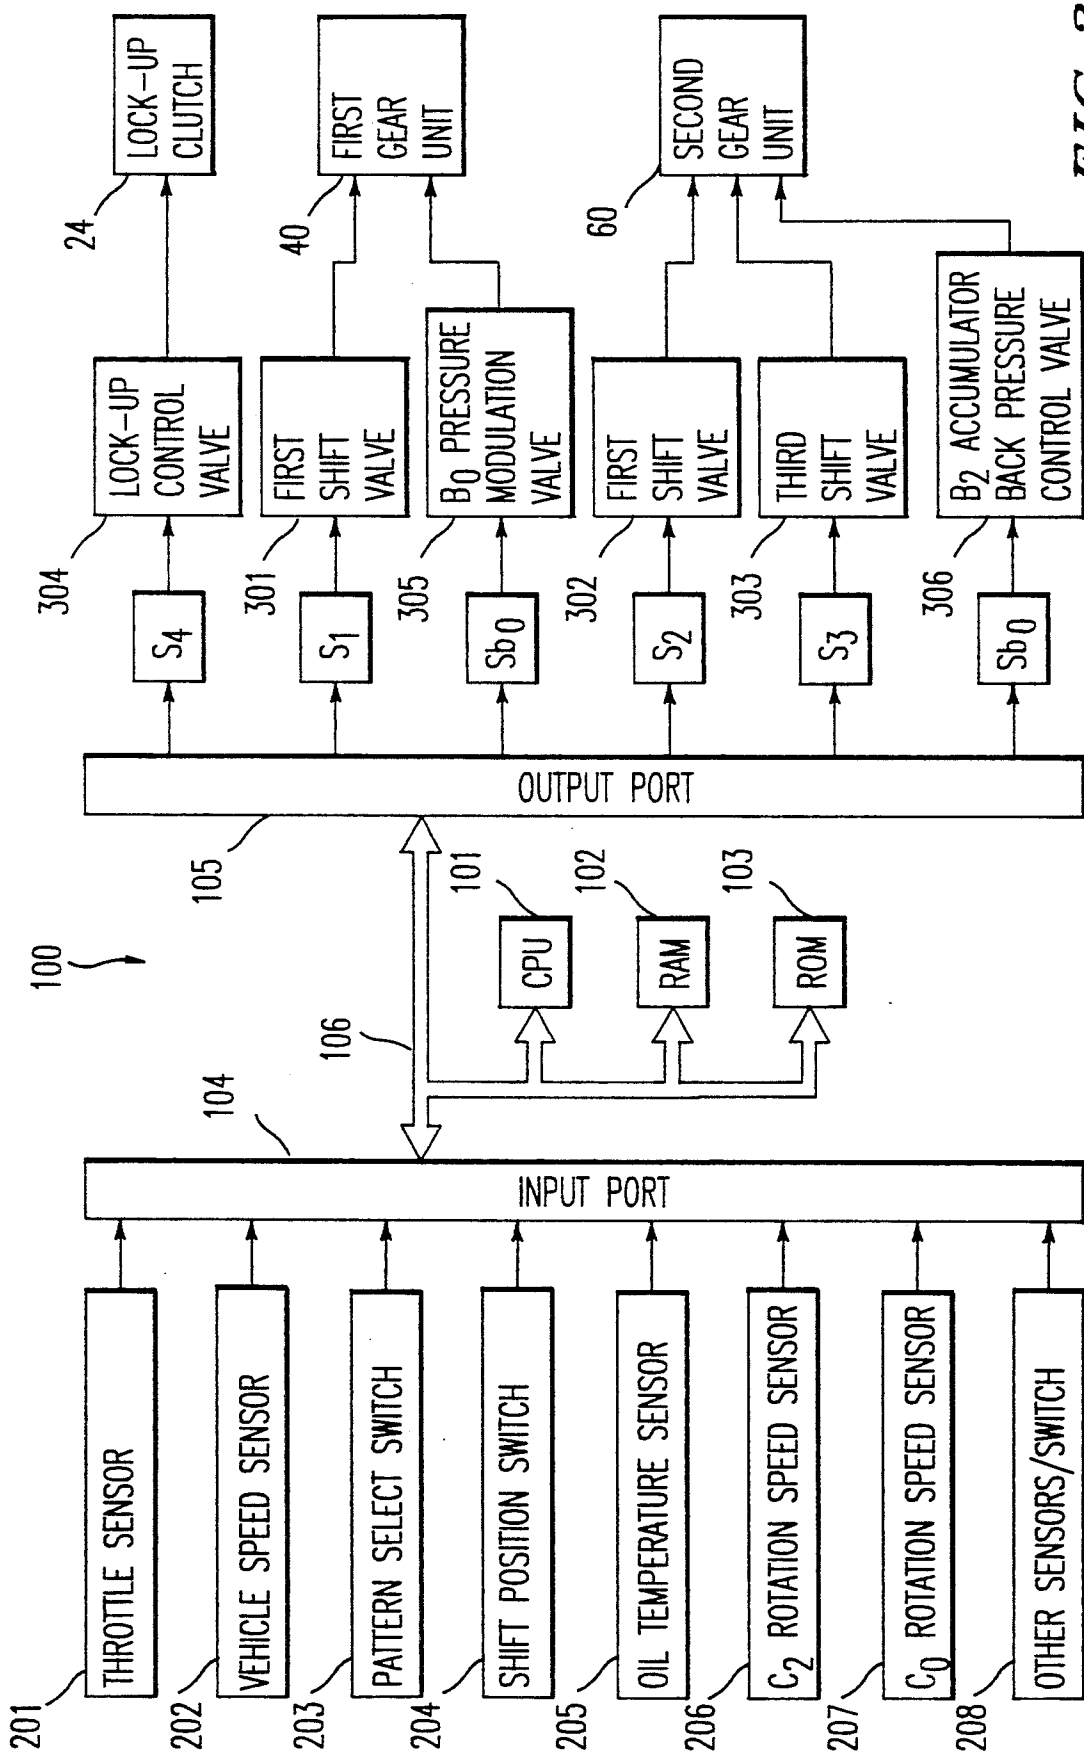 201
THROTTLE SENSOR
202
VEHICLE SPEED SENSOR
203
PATTERN SELECT SWITCH
204
SHIFT POSITION SWITCH
205
OIL TEMPERATURE SENSOR
206
C2 ROTATION SPEED SENSOR
207
C0 ROTATION SPEED SENSOR
208
OTHER SENSORS/SWITCH
104
INPUT PORT
100
106
101
CPU
102
RAM
103
ROM
105
OUTPUT PORT
S4
304
LOCK-UP
CONTROL
VALVE
24
LOCK-UP
CLUTCH
S1
301
FIRST
SHIFT
VALVE
40
FIRST
GEAR
UNIT
Sb0
305
B0 PRESSURE
MODULATION
VALVE
S2
302
FIRST
SHIFT
VALVE
60
SECOND
GEAR
UNIT
S3
303
THIRD
SHIFT
VALVE
Sb0
306
B2 ACCUMULATOR
BACK PRESSURE
CONTROL VALVE